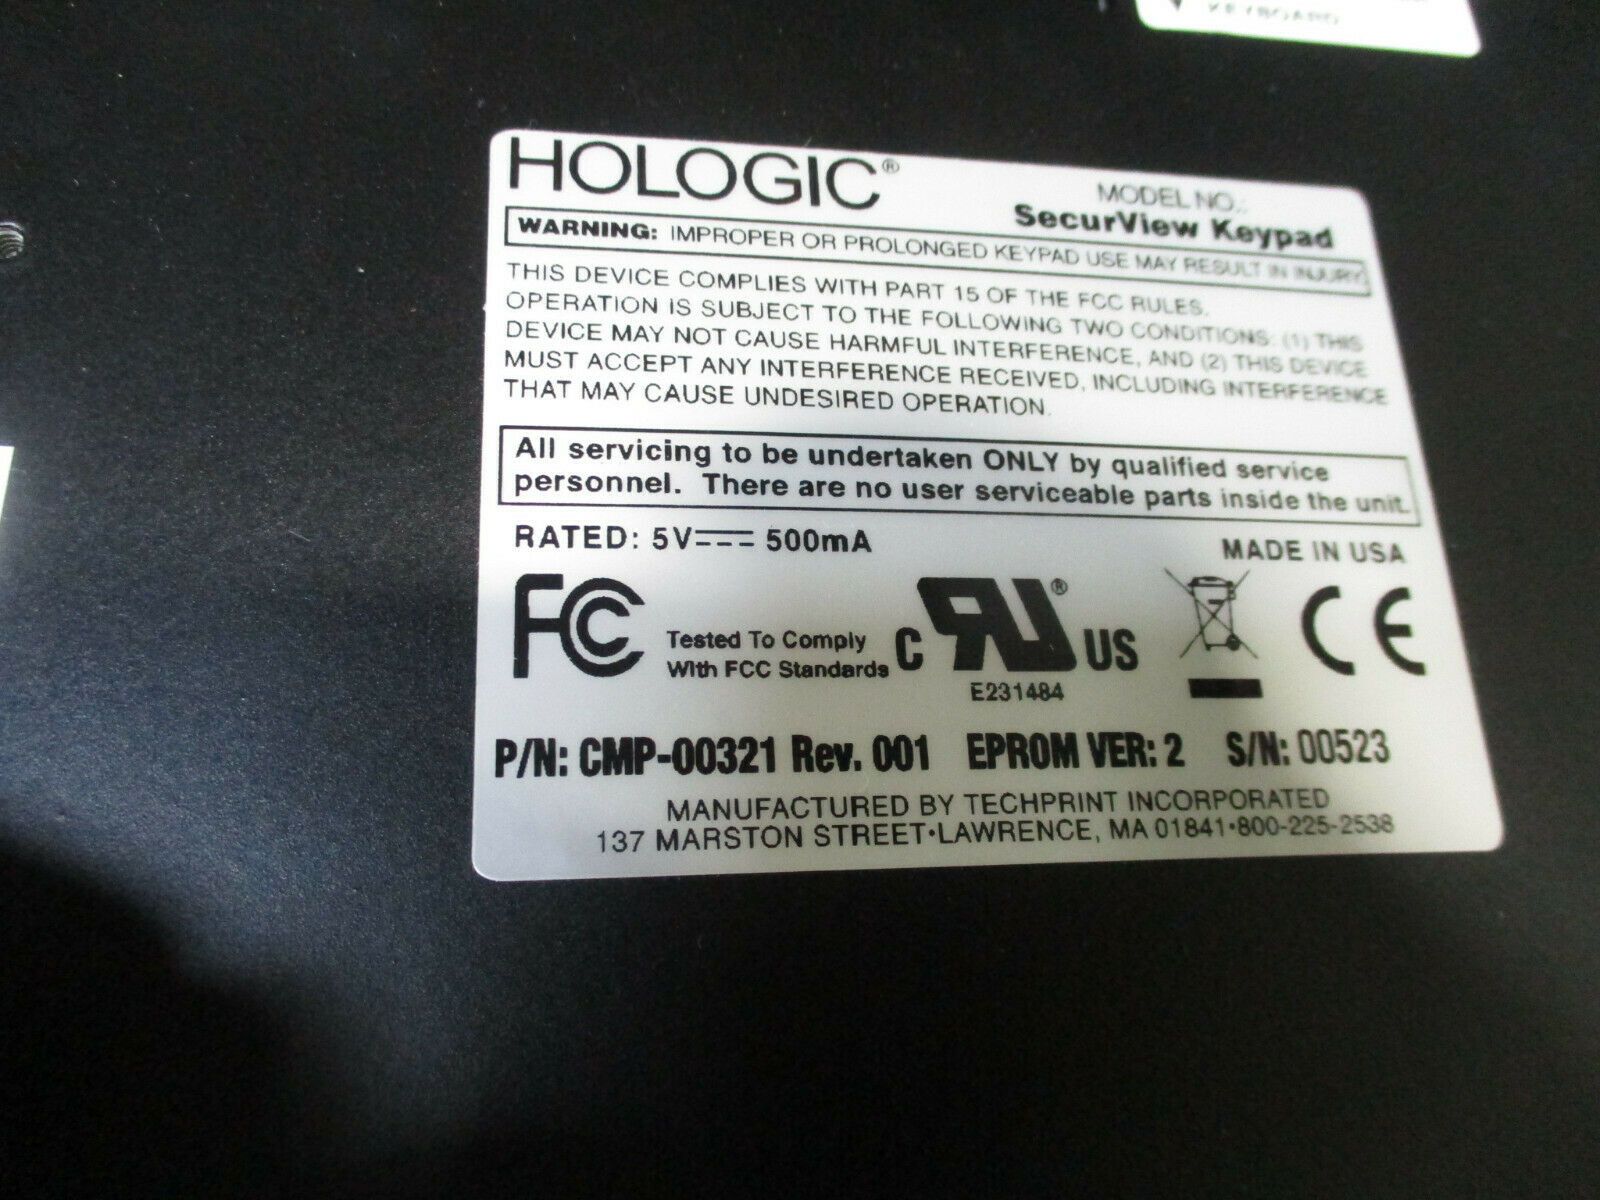 KEYBOARD
HOLOGIC®
MODEL NO.:
SecurView Keypad
WARNING: IMPROPER OR PROLONGED KEYPAD USE MAY RESULT IN INJURY
THIS DEVICE COMPLIES WITH PART 15 OF THE FCC RULES.
OPERATION IS SUBJECT TO THE FOLLOWING TWO CONDITIONS: (1) THIS
DEVICE MAY NOT CAUSE HARMFUL INTERFERENCE, AND (2) THIS DEVICE
MUST ACCEPT ANY INTERFERENCE RECEIVED, INCLUDING INTERFERENCE
THAT MAY CAUSE UNDESIRED OPERATION.
All servicing to be undertaken ONLY by qualified service
personnel. There are no user serviceable parts inside the unit.
RATED: 5V⎓ 500mA
MADE IN USA
FC Tested To Comply
With FCC Standards
C RU® US
E231484
CE
P/N: CMP-00321 Rev. 001 EPROM VER: 2 S/N: 00523
MANUFACTURED BY TECHPRINT INCORPORATED
137 MARSTON STREET•LAWRENCE, MA 01841•800-225-2538